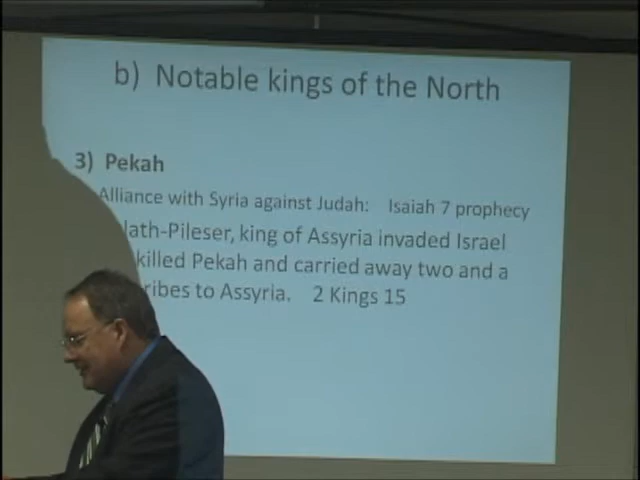 b) Notable kings of the North
3) Pekah
Alliance with Syria against Judah: Isaiah 7 prophecy
lath-Pileser, king of Assyria invaded Israel
killed Pekah and carried away two and a
ribes to Assyria. 2 Kings 15